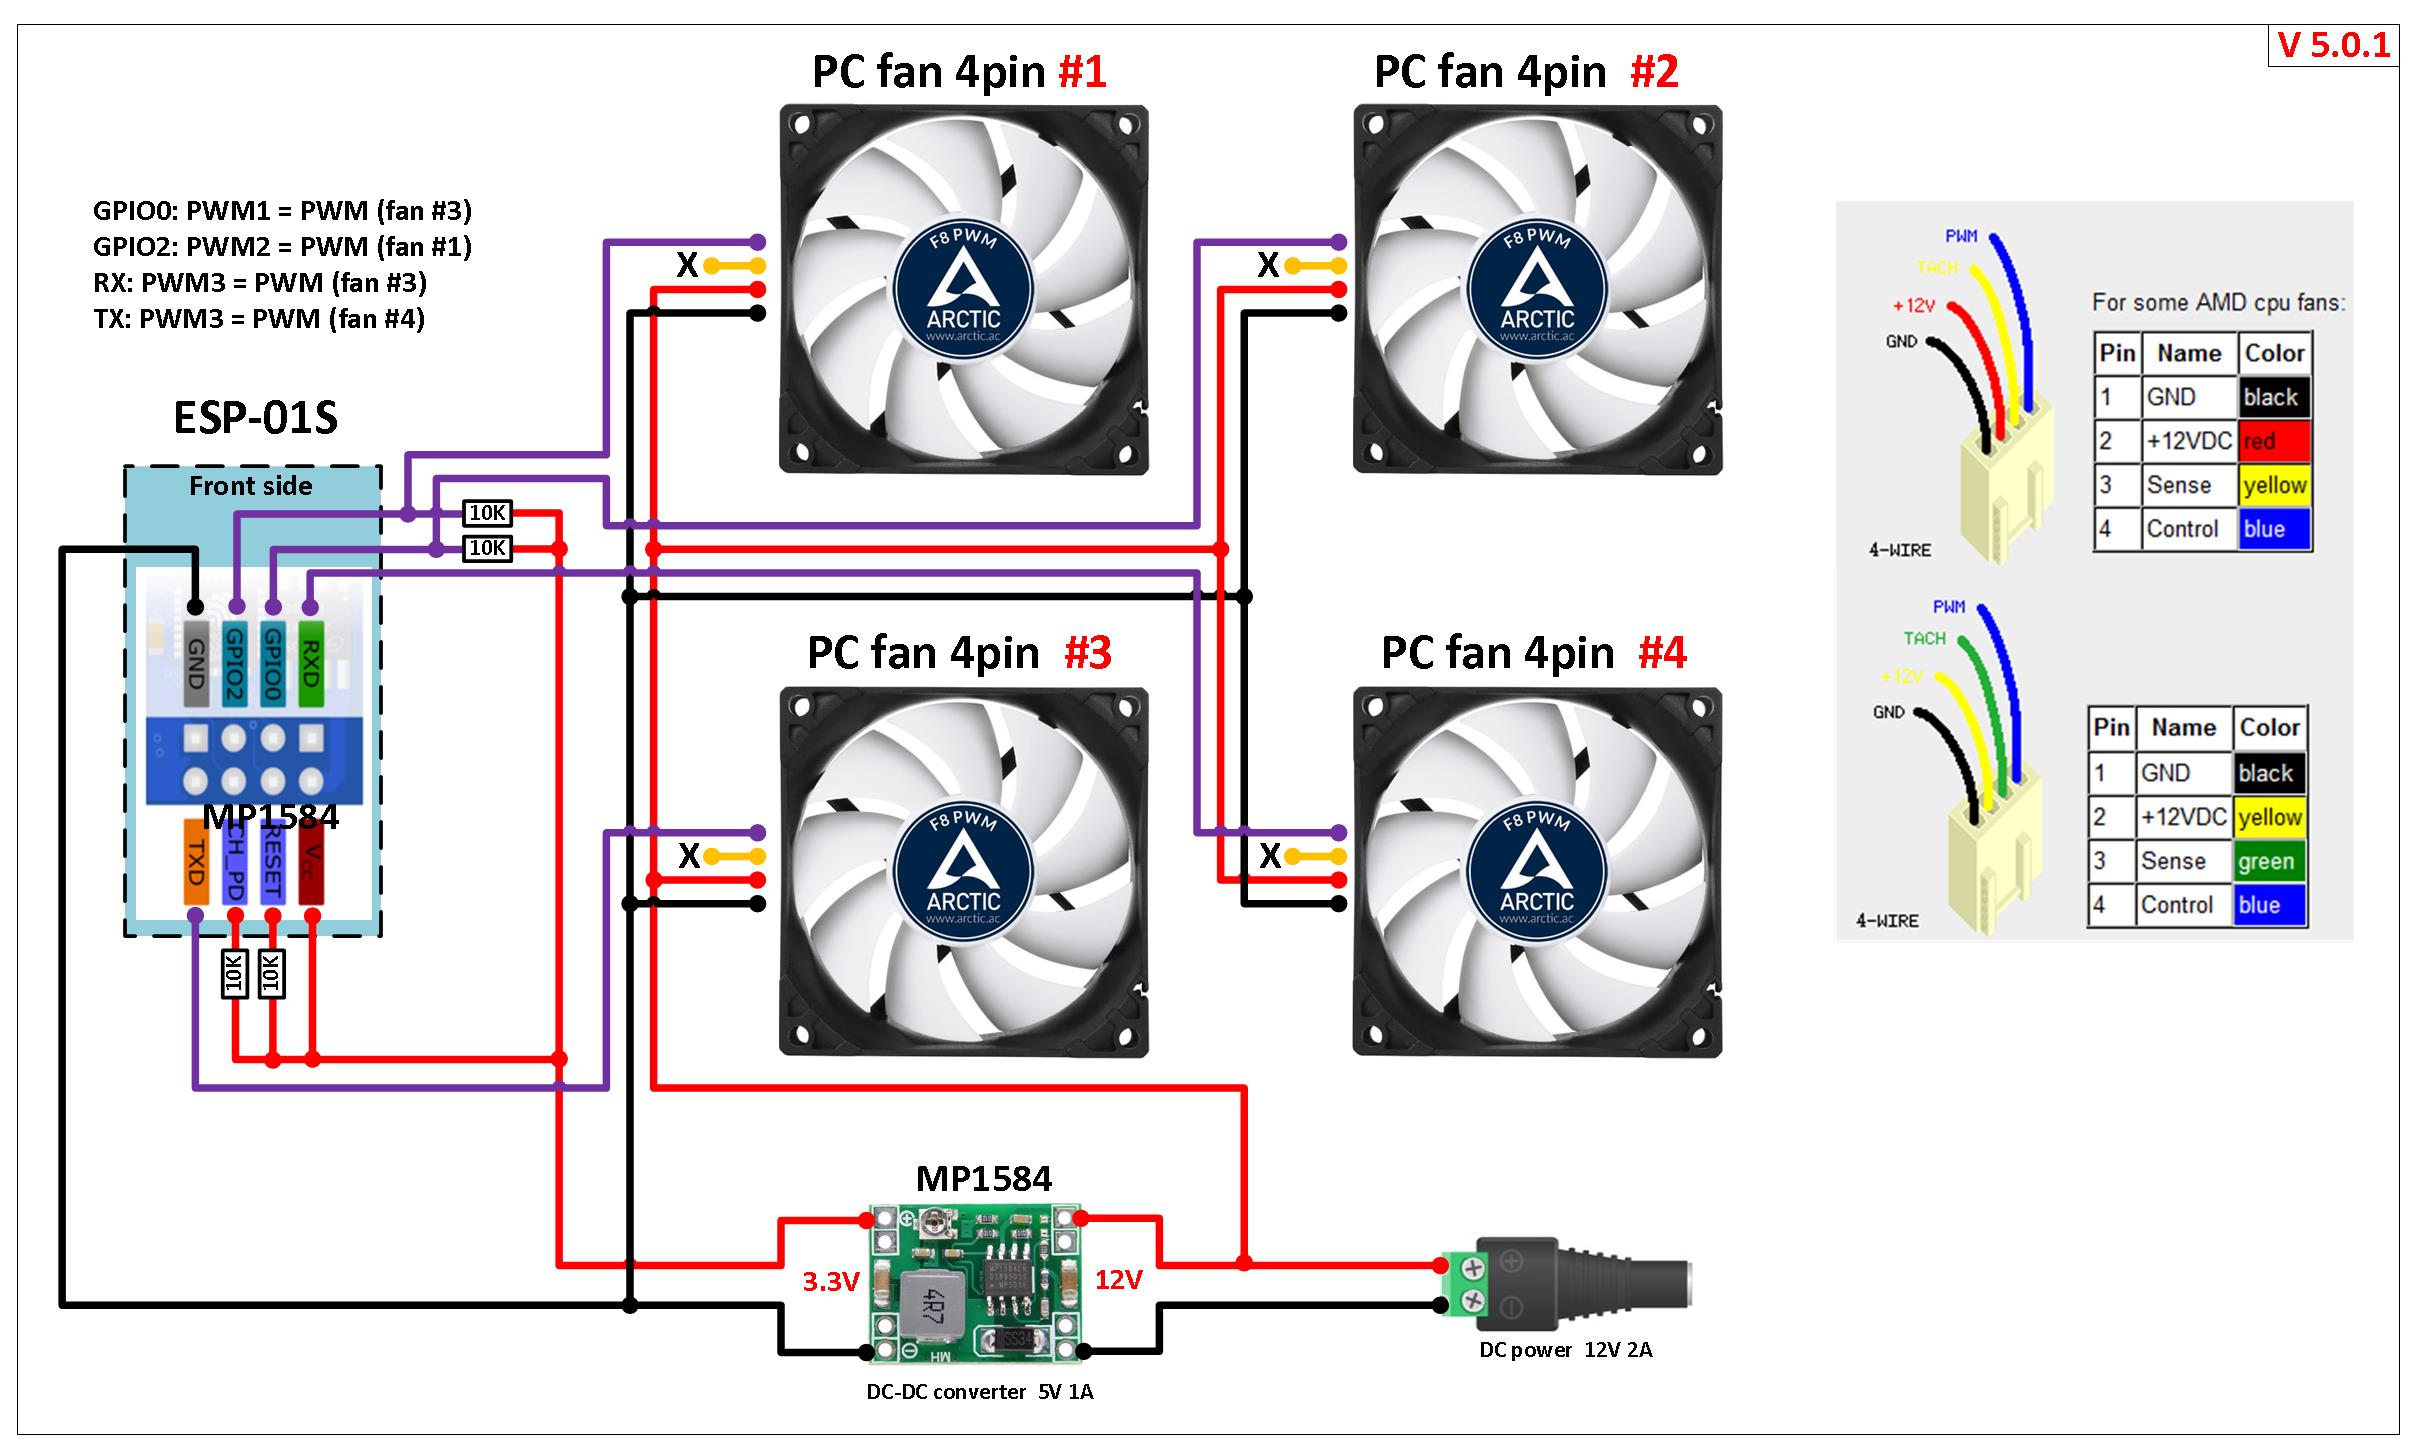 V 5.0.1
PC fan 4pin #1
PC fan 4pin #2
GPIO0: PWM1 = PWM (fan #3)
GPIO2: PWM2 = PWM (fan #1)
RX: PWM3 = PWM (fan #3)
TX: PWM3 = PWM (fan #4)
F8 PWM
ARCTIC
www.arctic.ac
X
F8 PWM
ARCTIC
www.arctic.ac
X
PWM
TACH
+12V
GND
4-WIRE
For some AMD cpu fans:
Pin Name Color
1 GND black
2 +12VDC red
3 Sense yellow
4 Control blue
ESP-01S
Front side
10K
10K
GND
GPIO2
GPIO0
RXD
MP1584
TXD
CH_PD
RESET
Vcc
10K
10K
PC fan 4pin #3
PC fan 4pin #4
F8 PWM
ARCTIC
www.arctic.ac
X
F8 PWM
ARCTIC
www.arctic.ac
X
PWM
TACH
+12V
GND
4-WIRE
Pin Name Color
1 GND black
2 +12VDC yellow
3 Sense green
4 Control blue
MP1584
3.3V
12V
4R7
SS34
MH
DC-DC converter 5V 1A
DC power 12V 2A